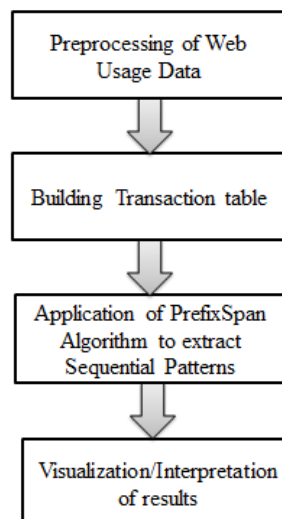 Preprocessing of Web
Usage Data
Building Transaction table
Application of PrefixSpan
Algorithm to extract
Sequential Patterns
Visualization/Interpretation
of results